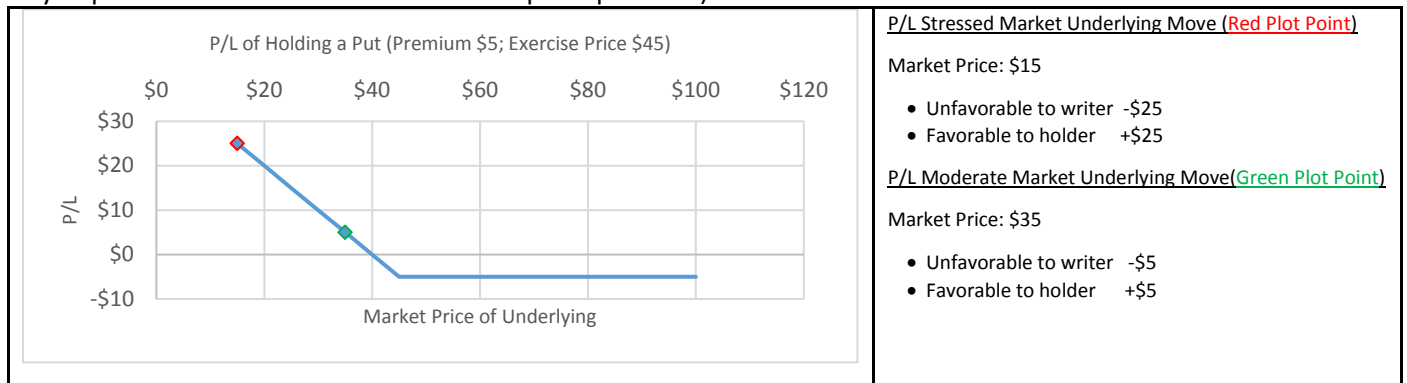 P/L of Holding a Put (Premium $5; Exercise Price $45)
$0 $20 $40 $60 $80 $100 $120
$30
$20
$10
$0
-$10
P/L
Market Price of Underlying
P/L Stressed Market Underlying Move (Red Plot Point)
Market Price: $15
• Unfavorable to writer -$25
• Favorable to holder +$25
P/L Moderate Market Underlying Move(Green Plot Point)
Market Price: $35
• Unfavorable to writer -$5
• Favorable to holder +$5